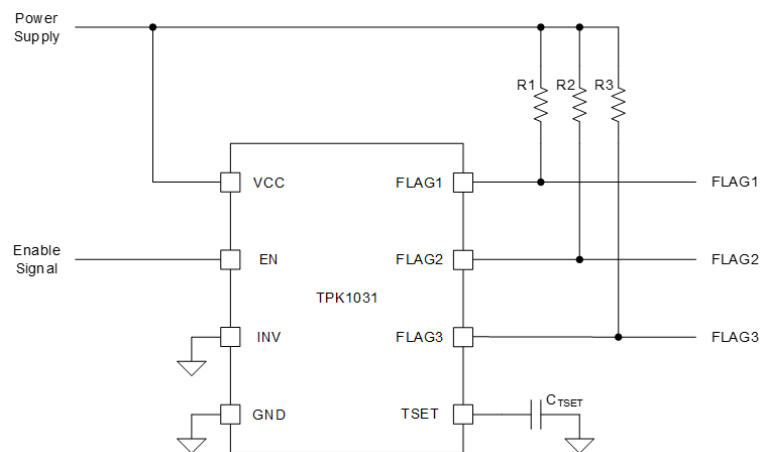 Power
Supply
R1 R2 R3
VCC FLAG1 FLAG1
Enable
Signal
EN FLAG2 FLAG2
TPK1031
INV FLAG3 FLAG3
GND TSET CTSET